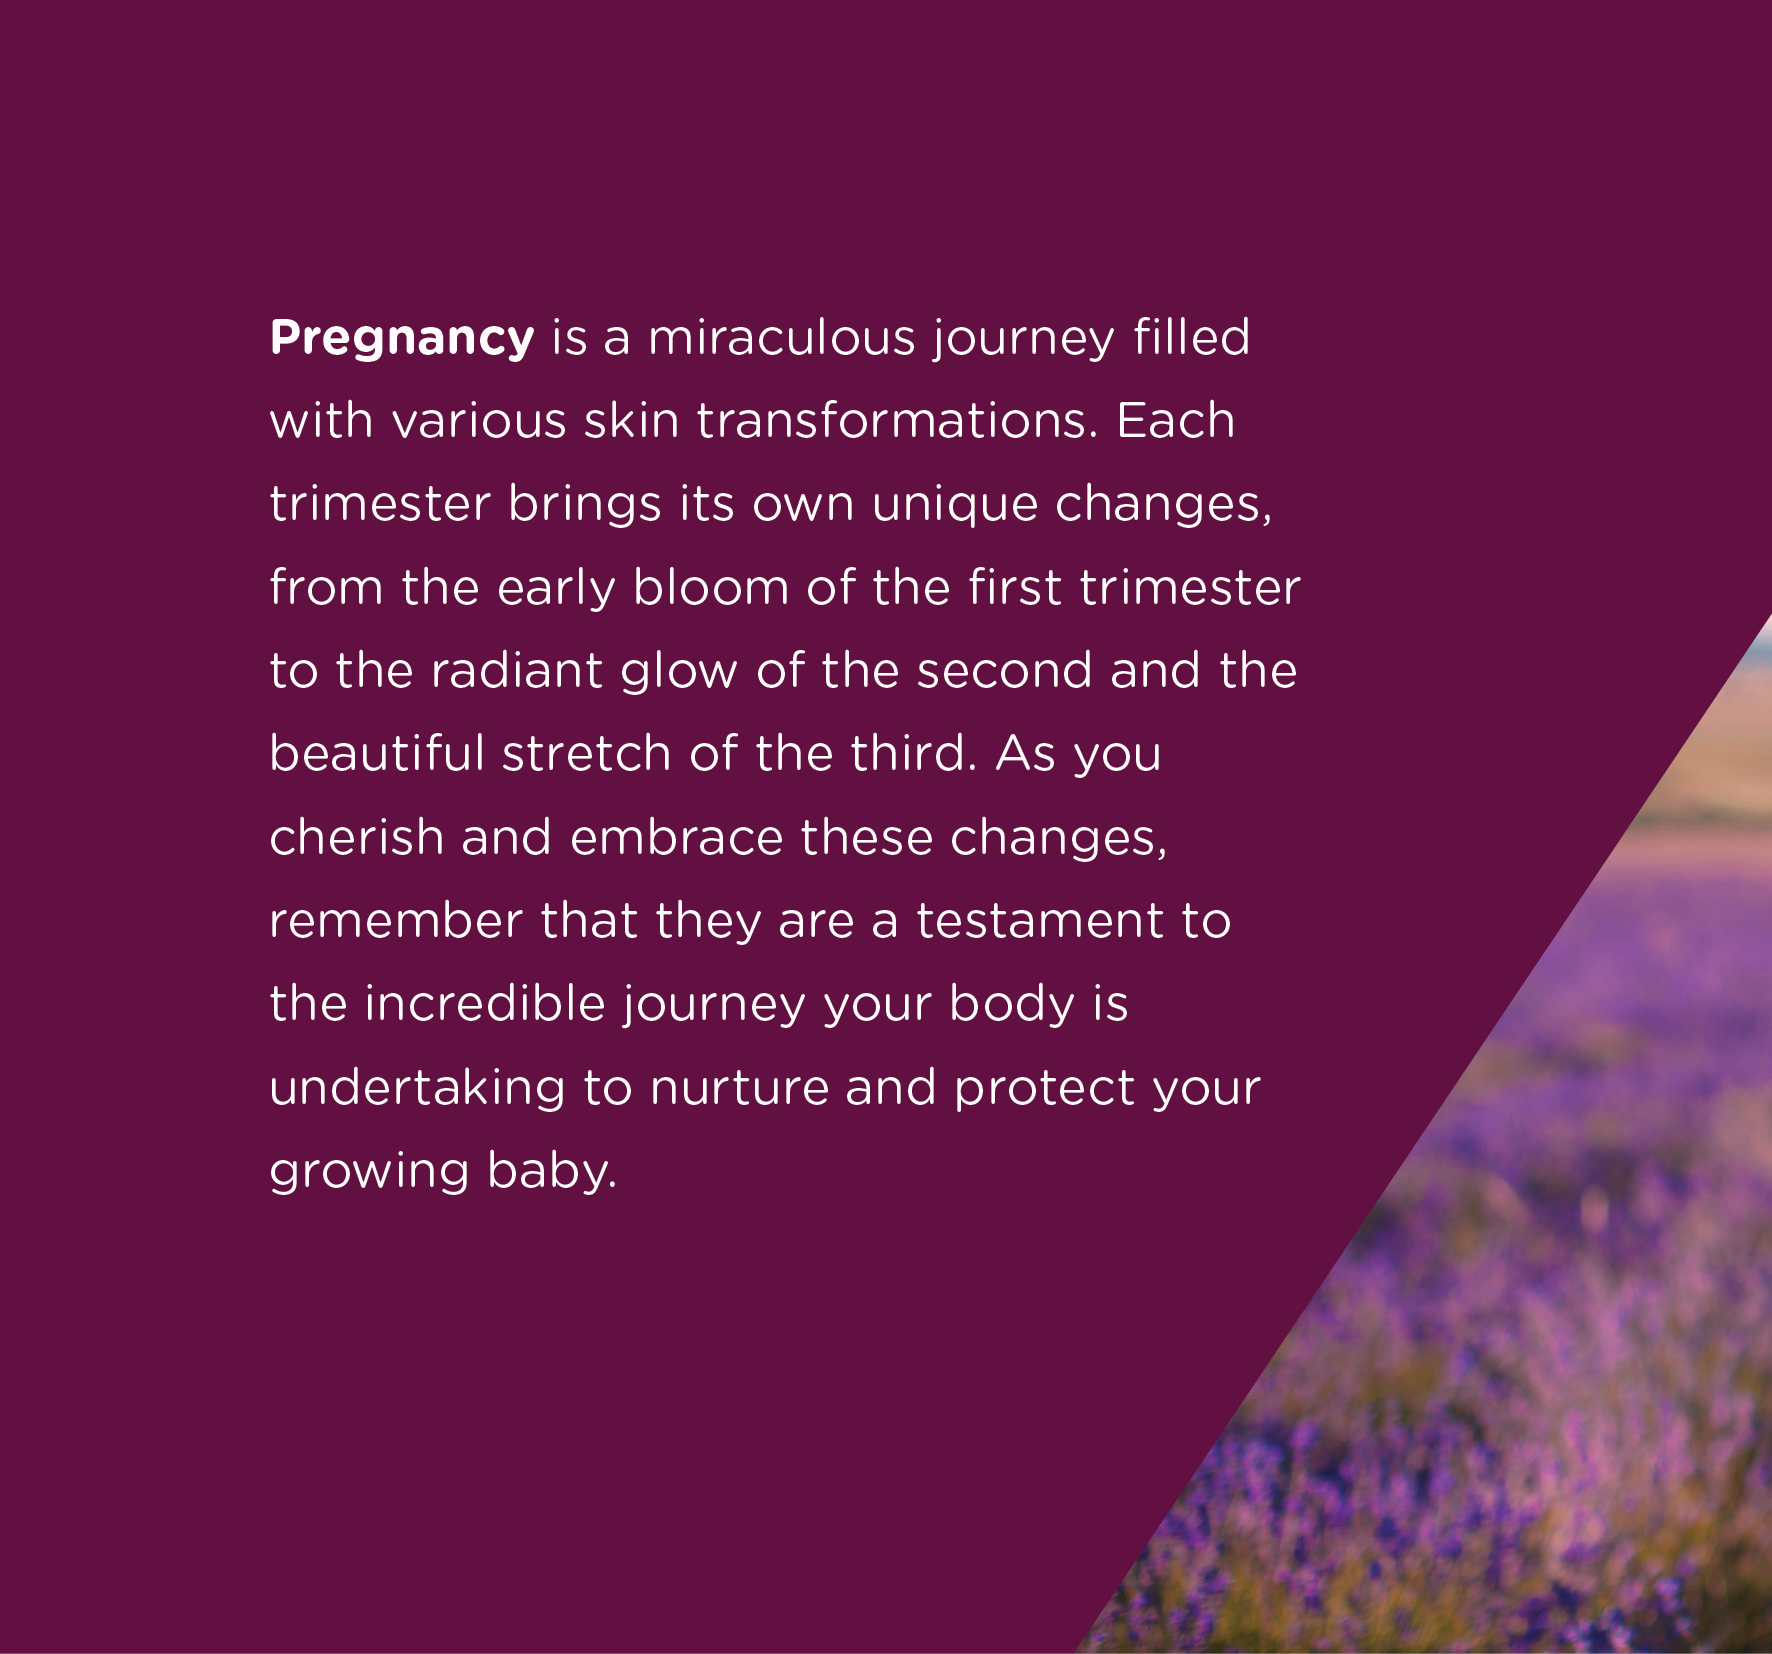 Pregnancy is a miraculous journey filled
with various skin transformations. Each
trimester brings its own unique changes,
from the early bloom of the first trimester
to the radiant glow of the second and the
beautiful stretch of the third. As you
cherish and embrace these changes,
remember that they are a testament to
the incredible journey your body is
undertaking to nurture and protect your
growing baby.